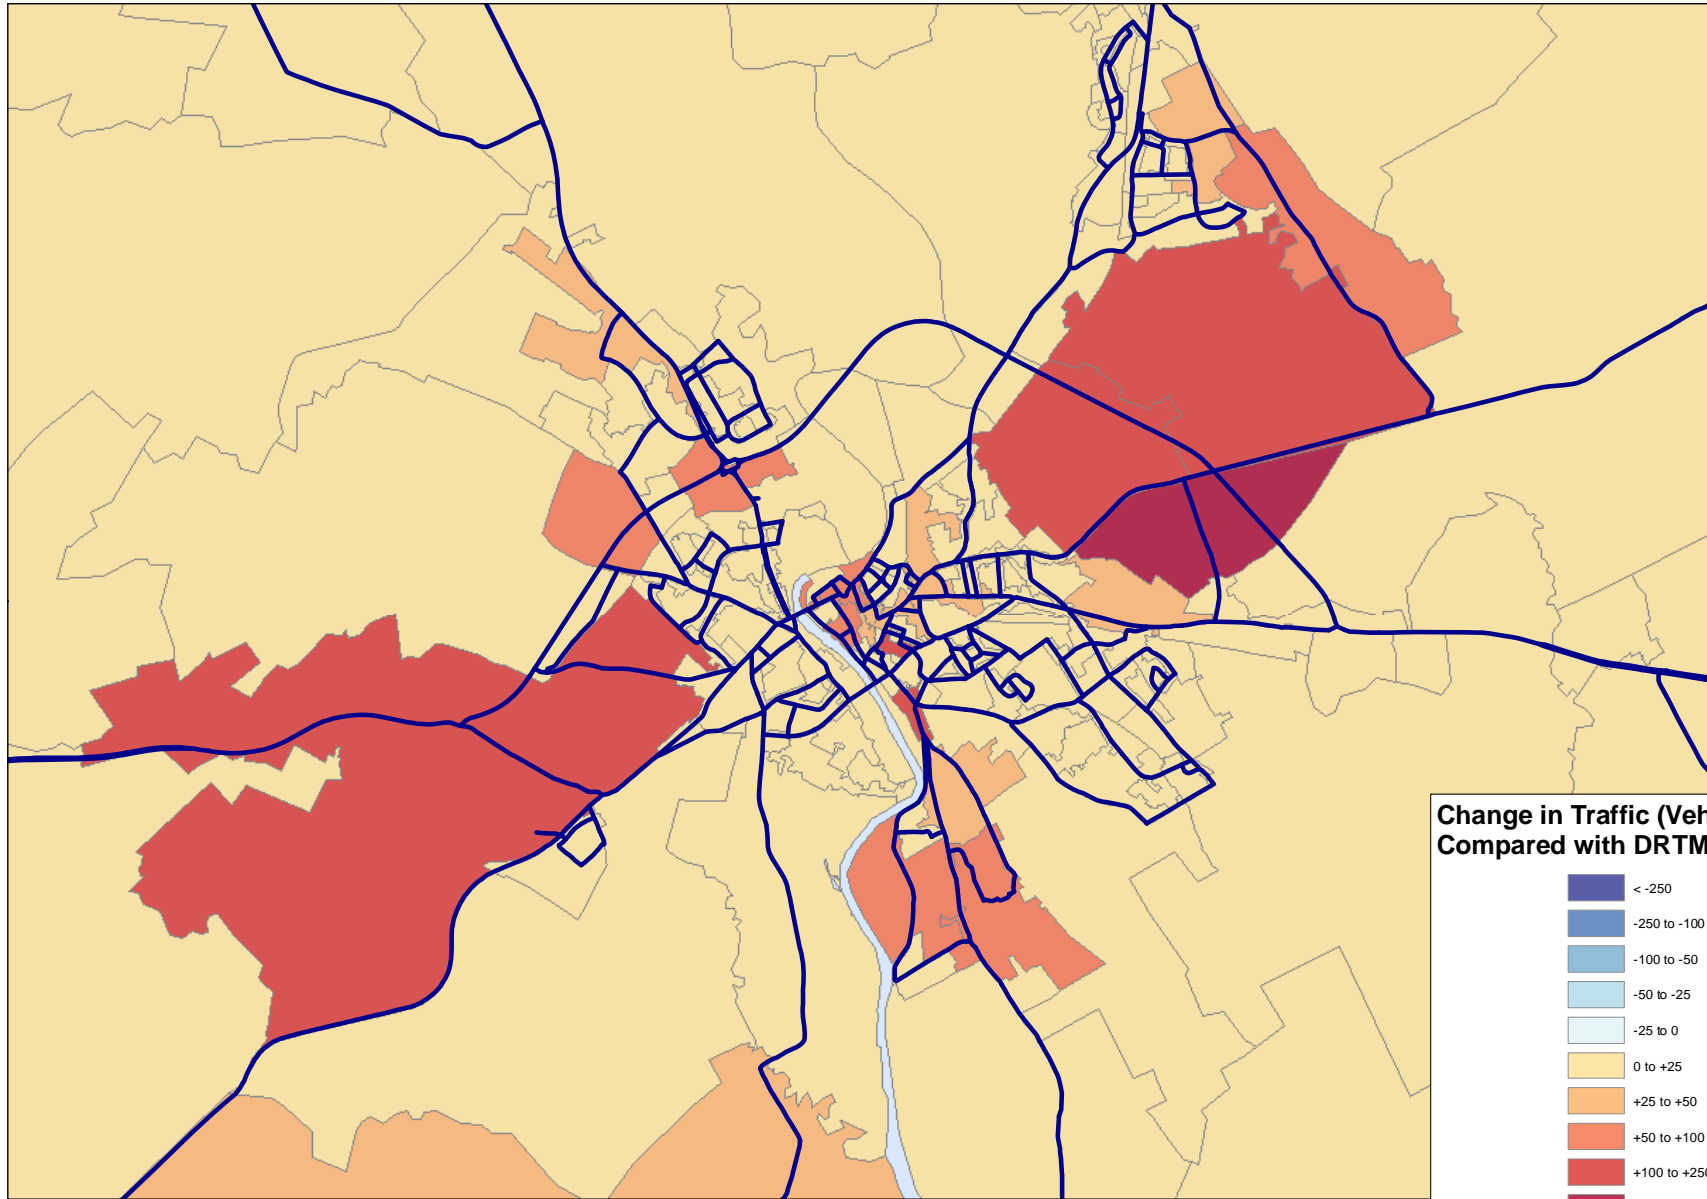 Change in Traffic (Veh
Compared with DRTM
< -250
-250 to -100
-100 to -50
-50 to -25
-25 to 0
0 to +25
+25 to +50
+50 to +100
+100 to +250